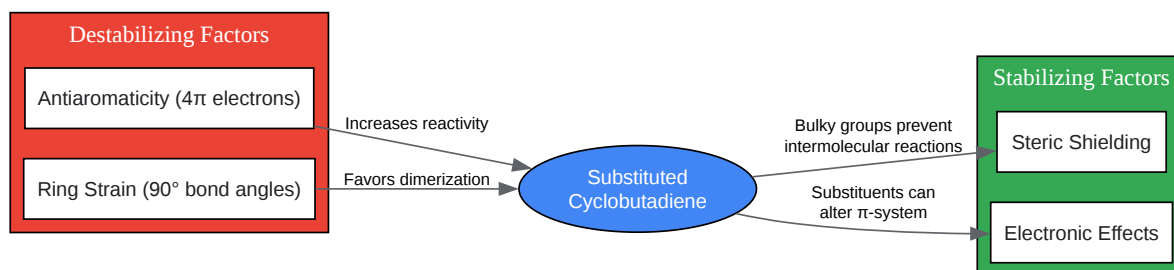 Destabilizing Factors
Antiaromaticity (4π electrons)
Ring Strain (90° bond angles)
Increases reactivity
Favors dimerization
Substituted
Cyclobutadiene
Bulky groups prevent
intermolecular reactions
Substituents can
alter π-system
Stabilizing Factors
Steric Shielding
Electronic Effects